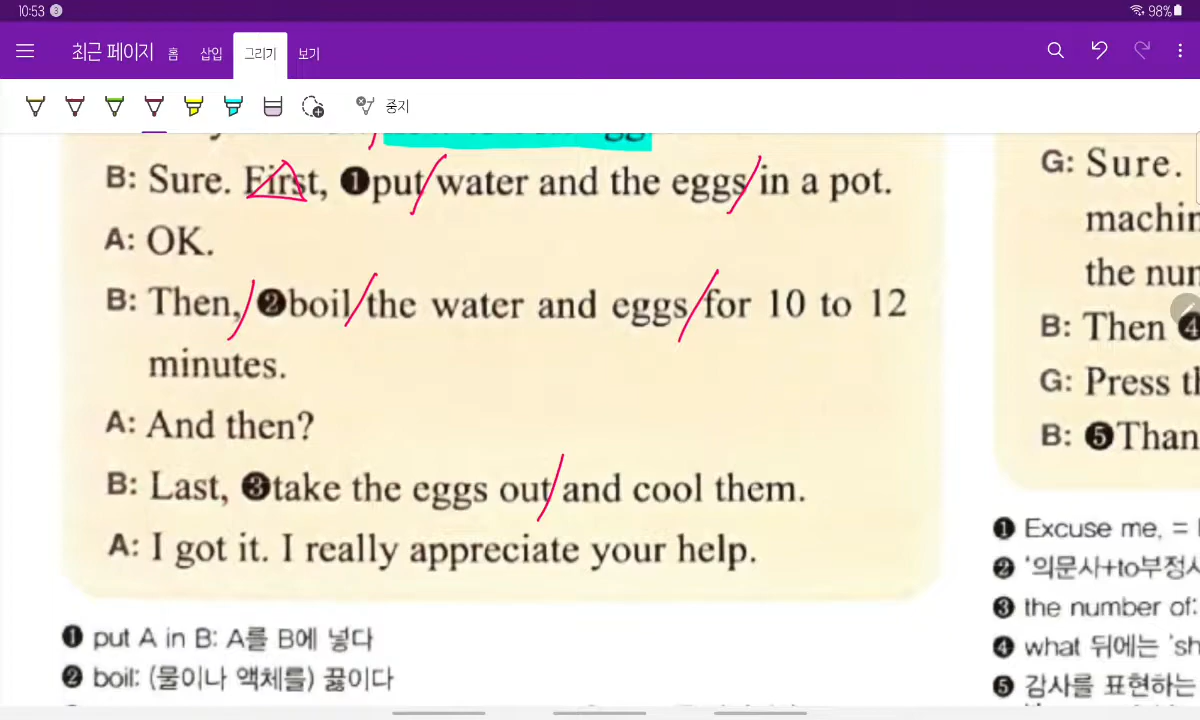 10:53
98%
최근 페이지 홈 삽입 그리기 보기
중지
B: Sure. First, ❶put water and the eggs in a pot.
A: OK.
B: Then, ❷boil the water and eggs for 10 to 12
minutes.
A: And then?
B: Last, ❸take the eggs out and cool them.
A: I got it. I really appreciate your help.
❶ put A in B: A를 B에 넣다
❷ boil: (물이나 액체를) 끓이다
G: Sure.
machin
the nur
B: Then ❹
G: Press th
B: ❺Than
❶ Excuse me, =
❷ '의문사+to부정사
❸ the number of:
❹ what 뒤에는 'sh
❺ 감사를 표현하는